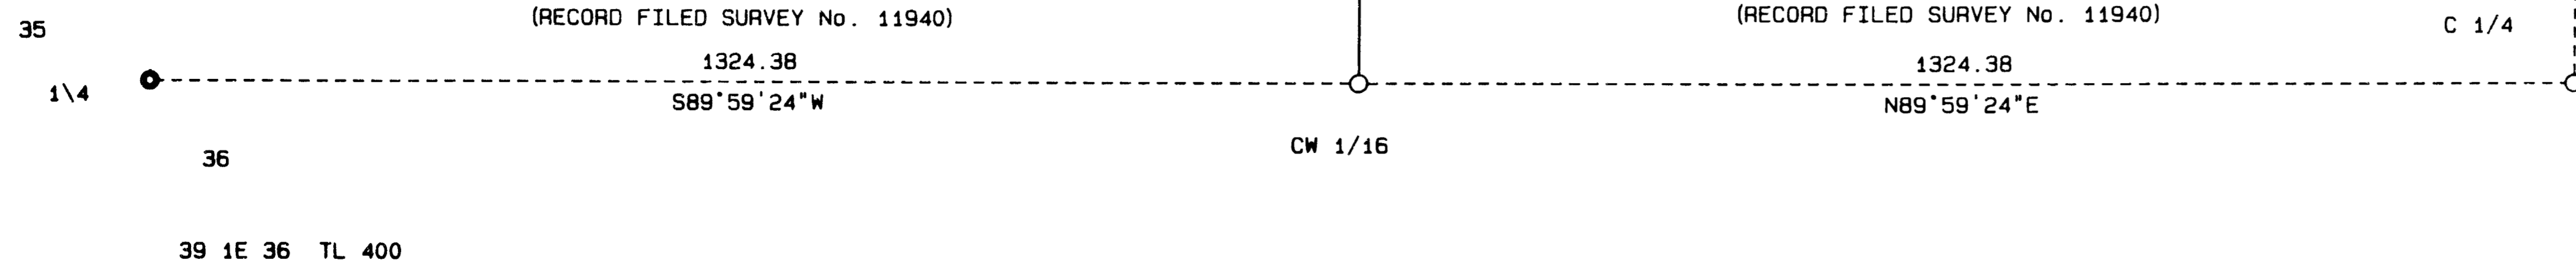 35
(RECORD FILED SURVEY No. 11940)
(RECORD FILED SURVEY No. 11940)
C 1/4
1324.38
1324.38
1\4
S89°59'24"W
N89°59'24"E
CW 1/16
36
39 1E 36 TL 400